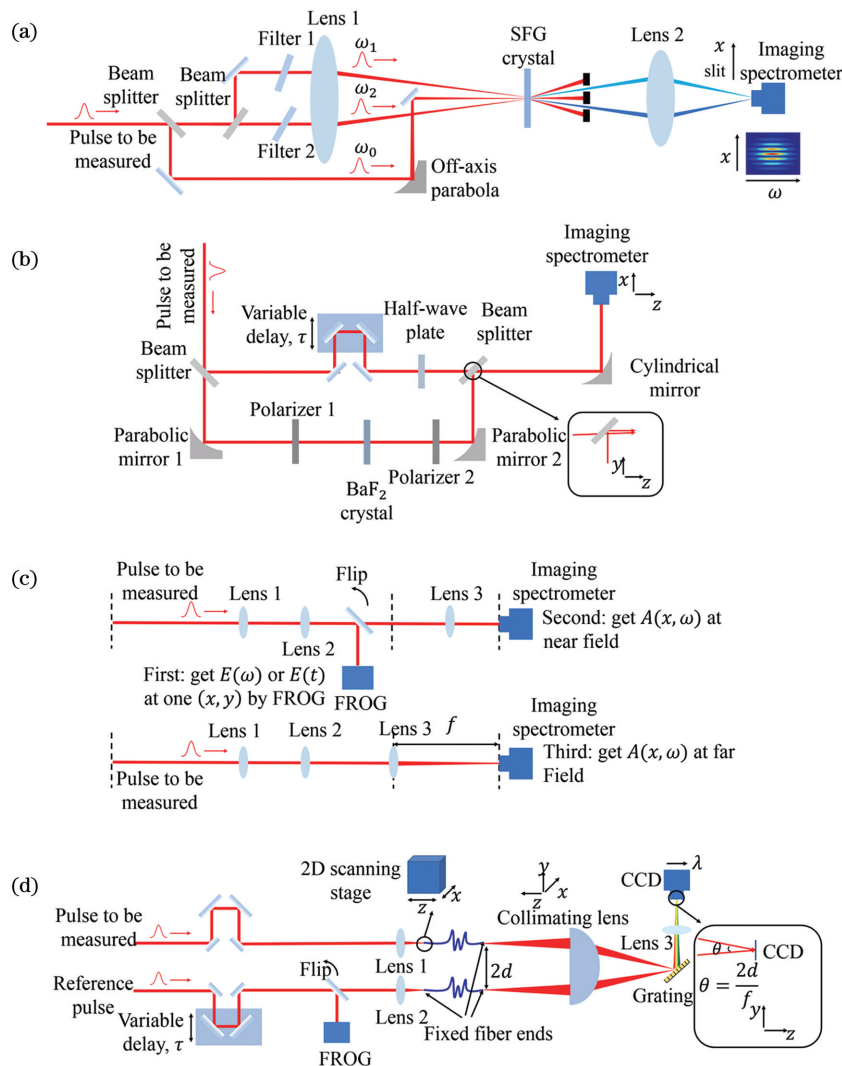 (a)
Lens 1
Filter 1
ω₁
Beam
splitter
Beam
splitter
Pulse to be
measured
ω₂
Filter 2
ω₀
Off-axis
parabola
SFG
crystal
Lens 2
x
slit
Imaging
spectrometer
x
ω
(b)
Pulse to be
measured
Variable
delay, τ
Half-wave
plate
Beam
splitter
Beam
splitter
Imaging
spectrometer
x
z
Cylindrical
mirror
Parabolic
mirror 1
Polarizer 1
BaF₂
crystal
Polarizer 2
Parabolic
mirror 2
y
z
(c)
Pulse to be
measured
Lens 1
Lens 2
Flip
Lens 3
Imaging
spectrometer
Second: get A(x, ω) at
near field
First: get E(ω) or E(t)
at one (x, y) by FROG
FROG
Lens 1
Lens 2
Lens 3
f
Imaging
spectrometer
Pulse to be
measured
Third: get A(x, ω) at far
Field
(d)
2D scanning
stage
z
x
y
z
x
Pulse to be
measured
Lens 1
Collimating lens
CCD
λ
Lens 3
Grating
Reference
pulse
Flip
Lens 2
2d
Fixed fiber ends
Variable
delay, τ
FROG
θ
CCD
θ = 2d/f
y
z